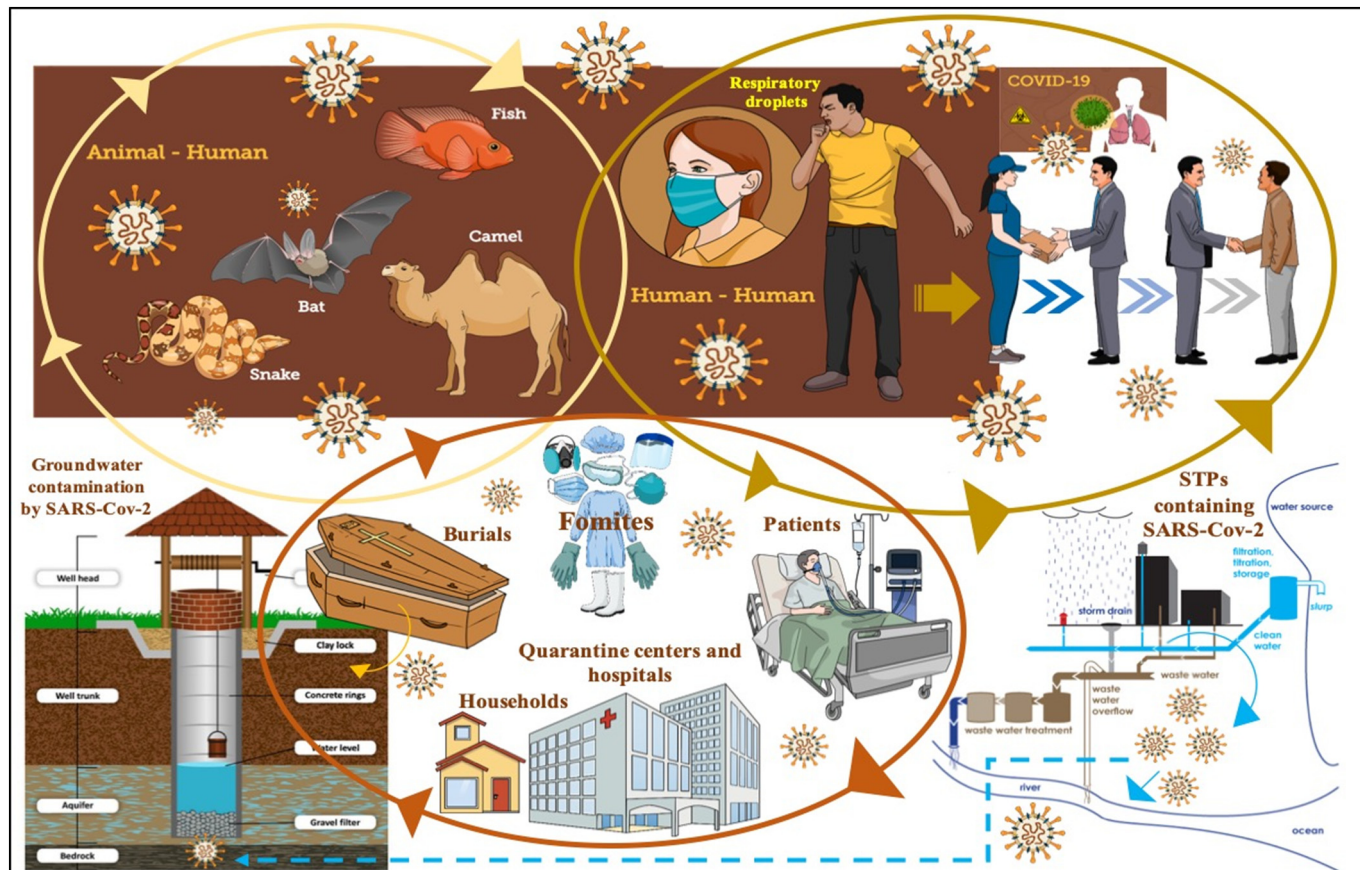 Animal - Human
Fish
Bat
Camel
Snake
Respiratory
droplets
Human - Human
COVID-19
Groundwater
contamination
by SARS-Cov-2
Well head
Clay lock
Well trunk
Concrete rings
Water level
Aquifer
Gravel filter
Bedrock
Burials
Fomites
Patients
Quarantine centers and
hospitals
Households
STPs
containing
SARS-Cov-2
water source
filtration,
filtration,
storage
slurp
storm drain
clean
water
waste water
waste
water
overflow
waste water treatment
river
ocean